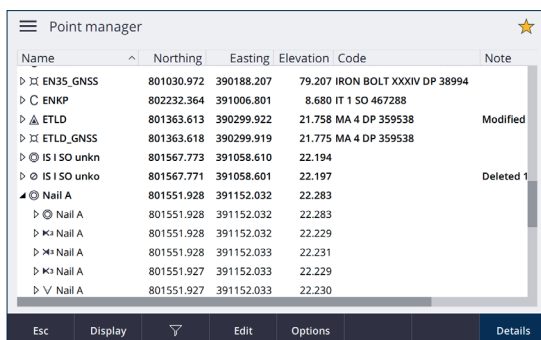 Point manager
Name Northing Easting Elevation Code Note
EN35_GNSS 801030.972 390188.207 79.207 IRON BOLT XXXIV DP 38994
ENKP 802232.364 391006.801 8.680 IT 1 SO 467288
ETLD 801363.613 390299.922 21.758 MA 4 DP 359538 Modified
ETLD_GNSS 801363.618 390299.919 21.775 MA 4 DP 359538
IS I SO unkn 801567.773 391058.610 22.194
IS I SO unko 801567.771 391058.601 22.197 Deleted 1
Nail A 801551.928 391152.032 22.283
Nail A 801551.928 391152.032 22.283
Nail A 801551.928 391152.032 22.229
Nail A 801551.928 391152.033 22.231
Nail A 801551.927 391152.033 22.229
Nail A 801551.927 391152.033 22.230
Esc Display Edit Options Details